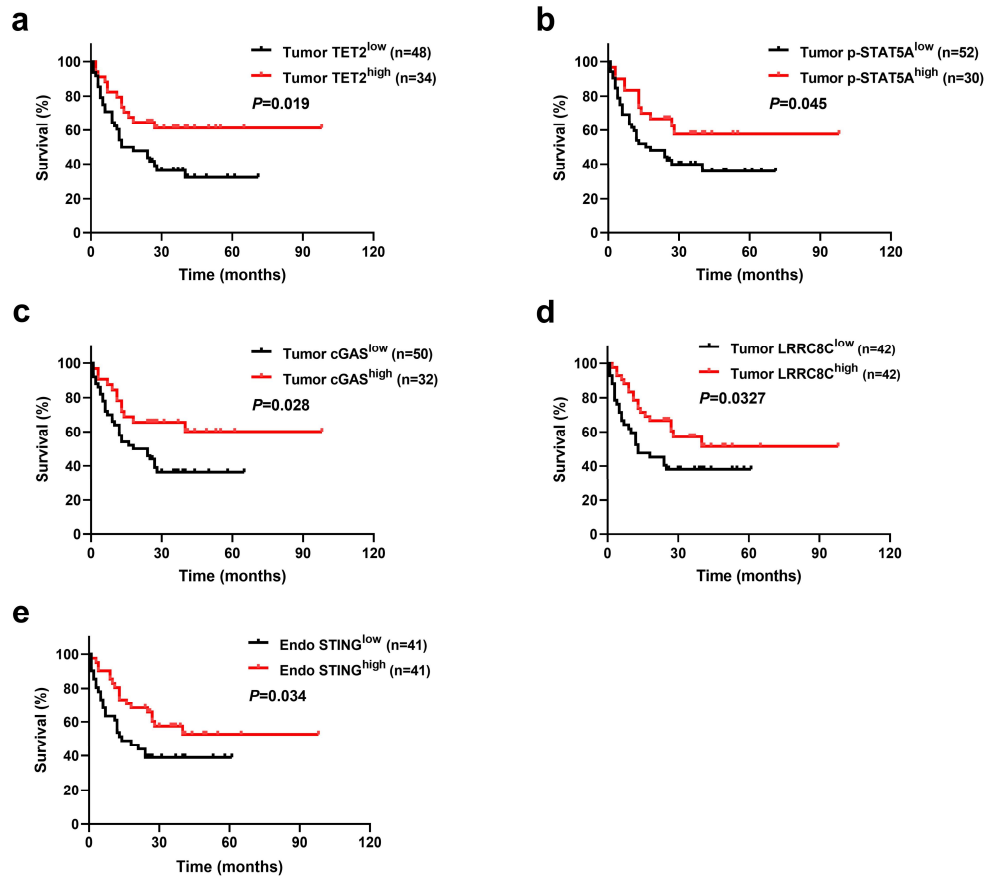 a
Tumor TET2low (n=48)
Tumor TET2high (n=34)
P=0.019
Survival (%)
100
80
60
40
20
0
0 30 60 90 120
Time (months)
b
Tumor p-STAT5Alow (n=52)
Tumor p-STAT5Ahigh (n=30)
P=0.045
Survival (%)
100
80
60
40
20
0
0 30 60 90 120
Time (months)
c
Tumor cGASlow (n=50)
Tumor cGAShigh (n=32)
P=0.028
Survival (%)
100
80
60
40
20
0
0 30 60 90 120
Time (months)
d
Tumor LRRC8Clow (n=42)
Tumor LRRC8Chigh (n=42)
P=0.0327
Survival (%)
100
80
60
40
20
0
0 30 60 90 120
Time (months)
e
Endo STINGlow (n=41)
Endo STINGhigh (n=41)
P=0.034
Survival (%)
100
80
60
40
20
0
0 30 60 90 120
Time (months)